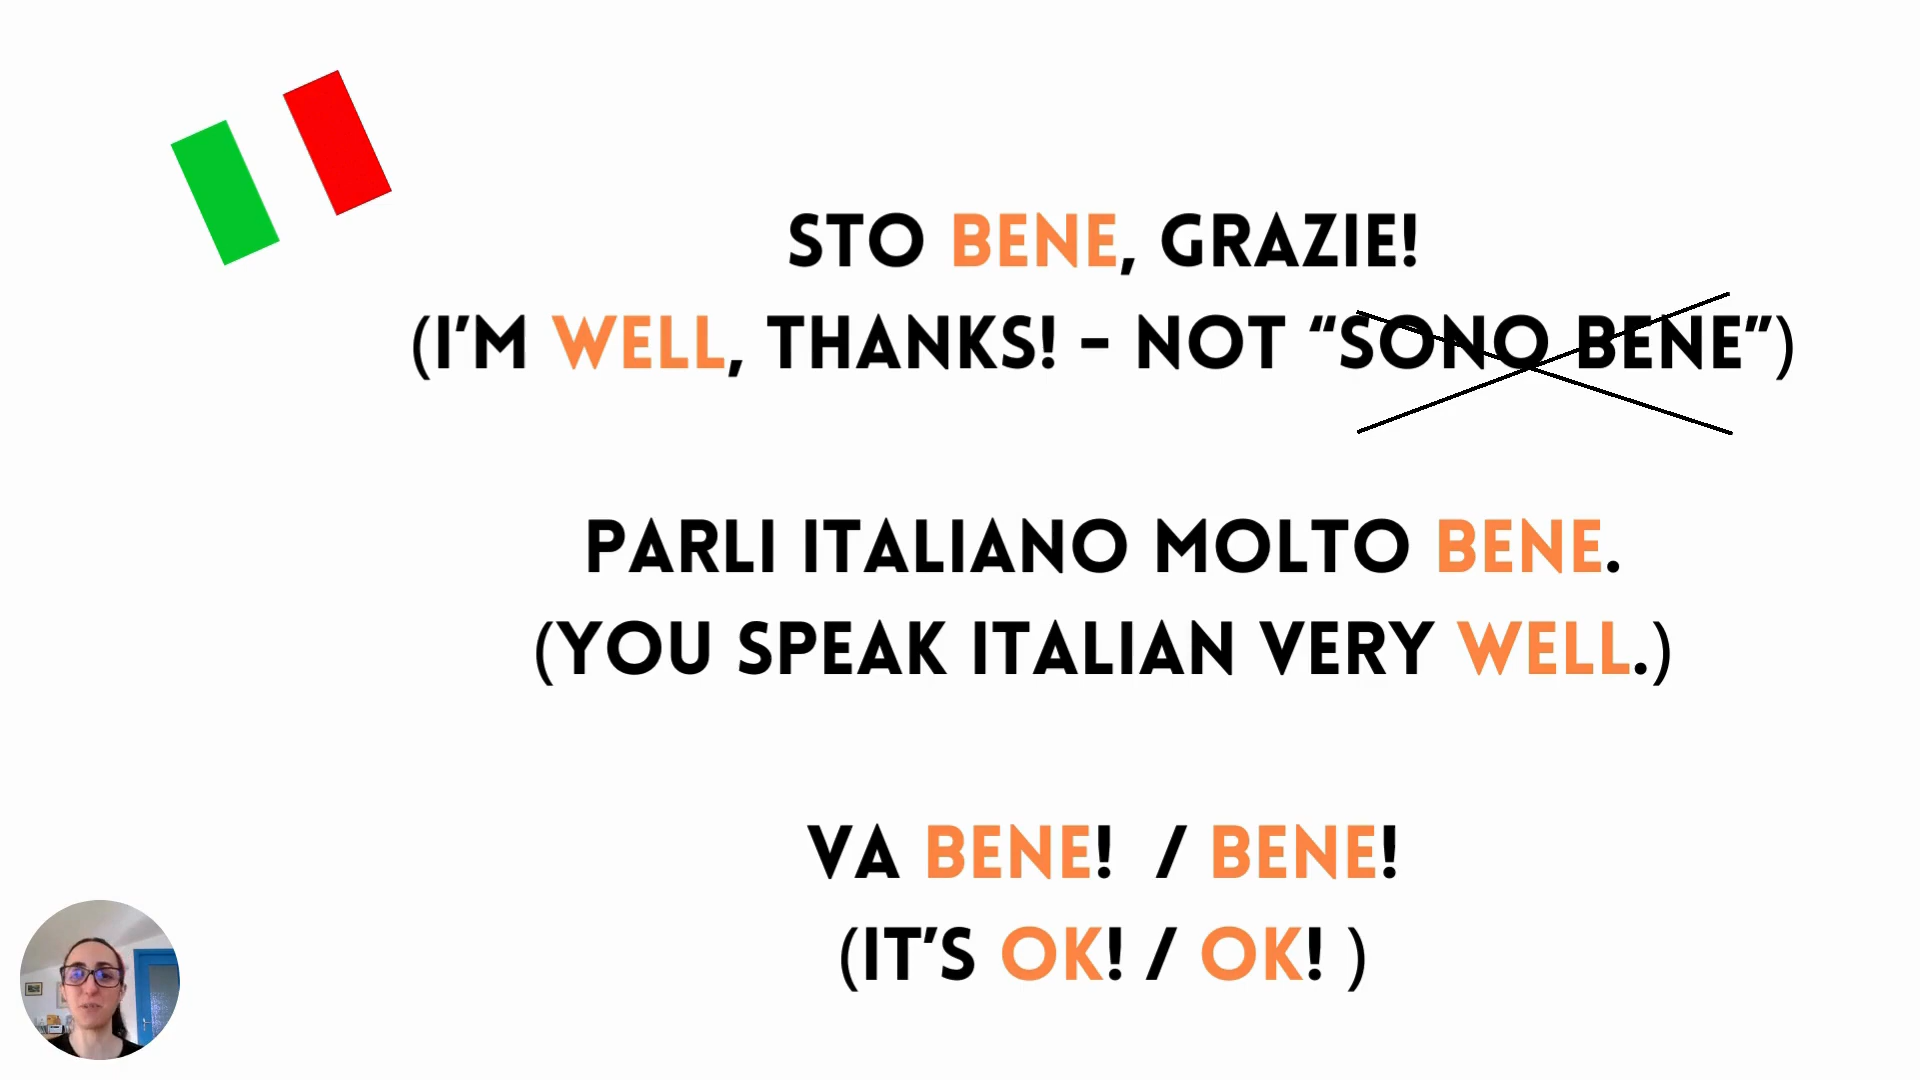 STO BENE, GRAZIE!
(I'M WELL, THANKS! - NOT “SONO BENE”)
PARLI ITALIANO MOLTO BENE.
(YOU SPEAK ITALIAN VERY WELL.)
VA BENE! / BENE!
(IT'S OK! / OK! )